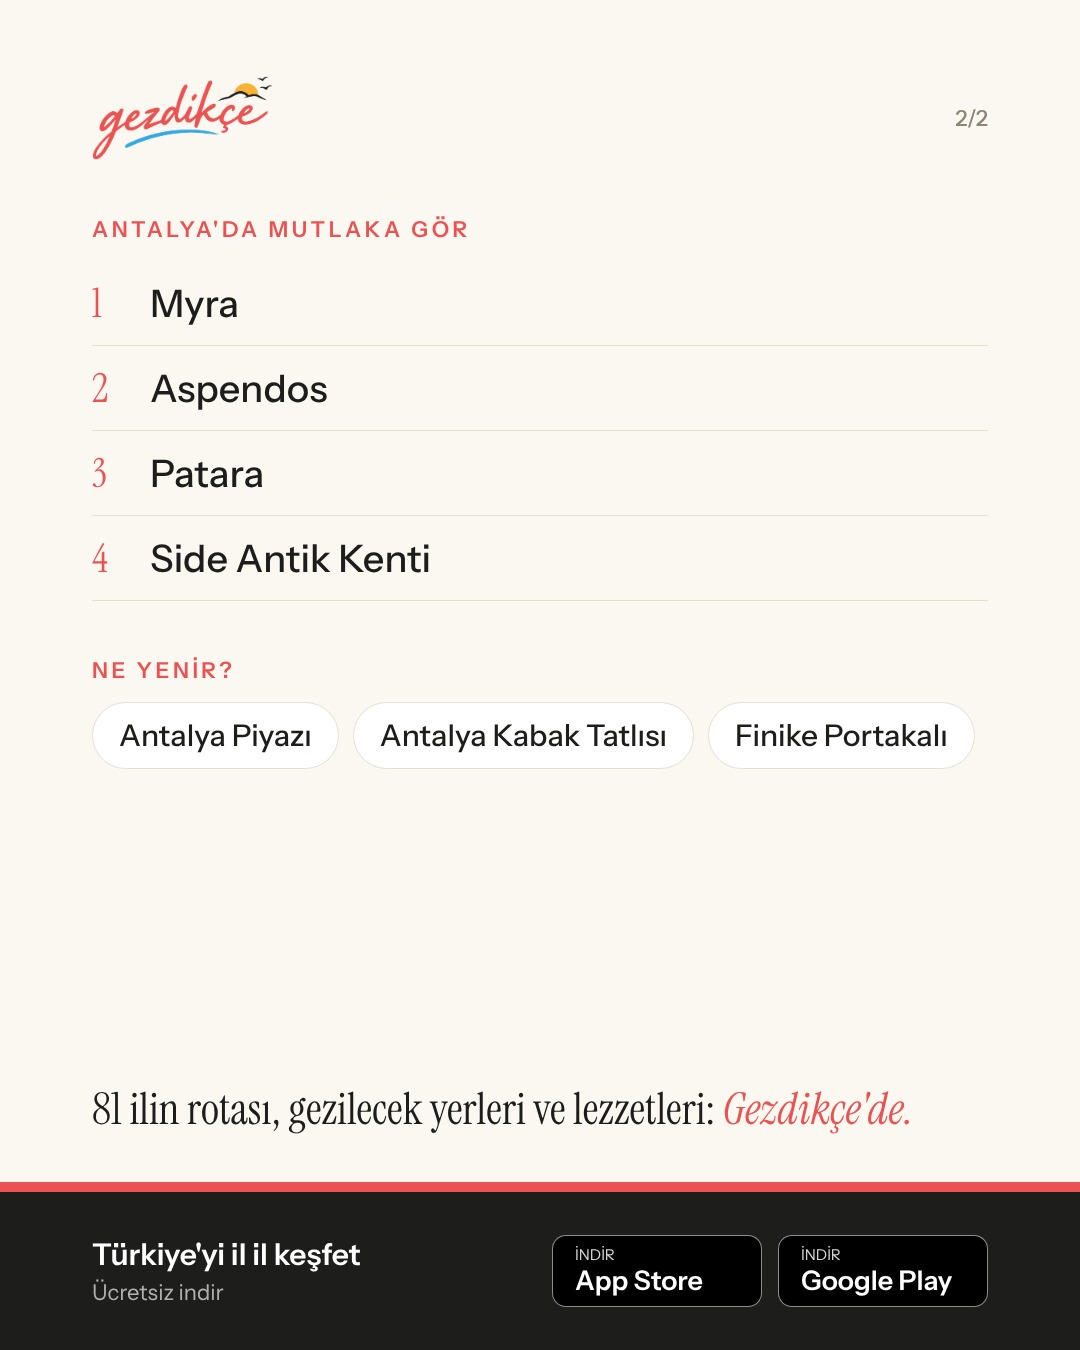 gezdikçe
2/2
ANTALYA'DA MUTLAKA GÖR
1 Myra
2 Aspendos
3 Patara
4 Side Antik Kenti
NE YENİR?
Antalya Piyazı Antalya Kabak Tatlısı Finike Portakalı
81 ilin rotası, gezilecek yerleri ve lezzetleri: Gezdikçe'de.
Türkiye'yi il il keşfet
Ücretsiz indir
İNDİR
App Store
İNDİR
Google Play